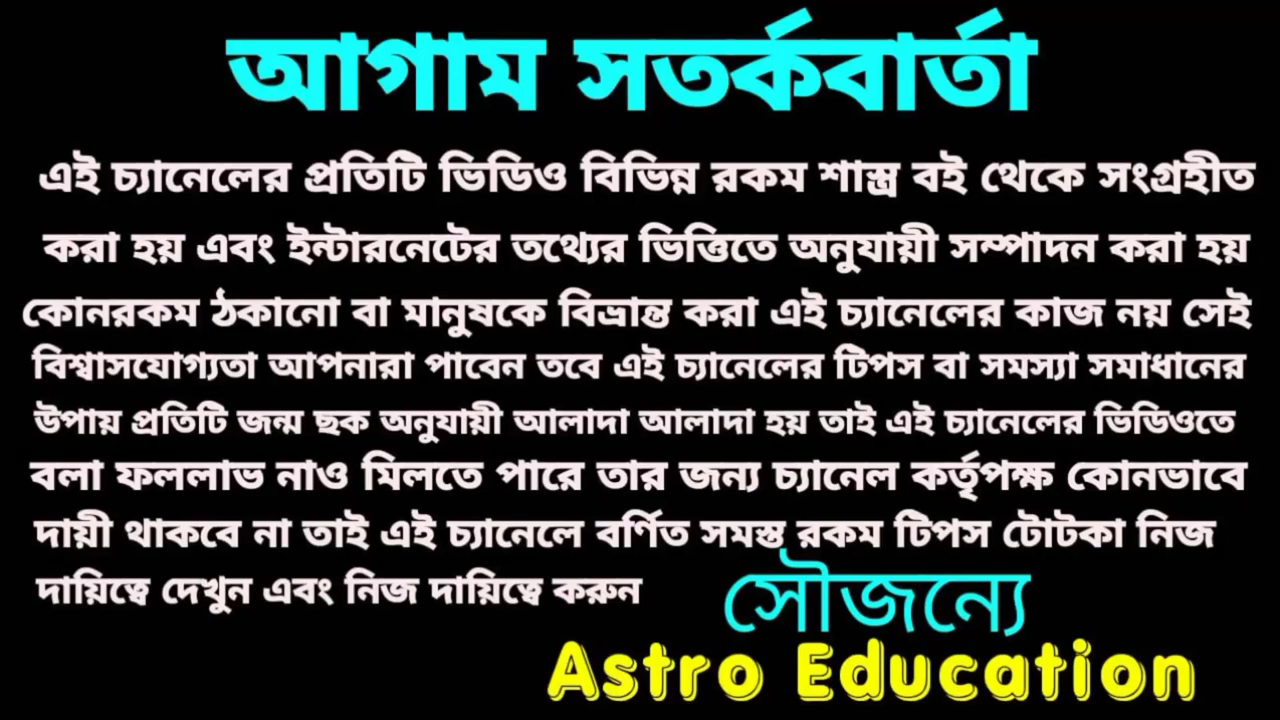 আগাম সতর্কবার্তা
এই চ্যানেলের প্রতিটি ভিডিও বিভিন্ন রকম শাস্ত্র বই থেকে সংগ্রহীত
করা হয় এবং ইন্টারনেটের তথ্যের ভিত্তিতে অনুযায়ী সম্পাদন করা হয়
কোনরকম ঠকানো বা মানুষকে বিভ্রান্ত করা এই চ্যানেলের কাজ নয় সেই
বিশ্বাসযোগ্যতা আপনারা পাবেন তবে এই চ্যানেলের টিপস বা সমস্যা সমাধানের
উপায় প্রতিটি জন্ম ছক অনুযায়ী আলাদা আলাদা হয় তাই এই চ্যানেলের ভিডিওতে
বলা ফললাভ নাও মিলতে পারে তার জন্য চ্যানেল কর্তৃপক্ষ কোনভাবে
দায়ী থাকবে না তাই এই চ্যানেলে বর্ণিত সমস্ত রকম টিপস টোটকা নিজ
দায়িত্বে দেখুন এবং নিজ দায়িত্বে করুন
সৌজন্যে
Astro Education